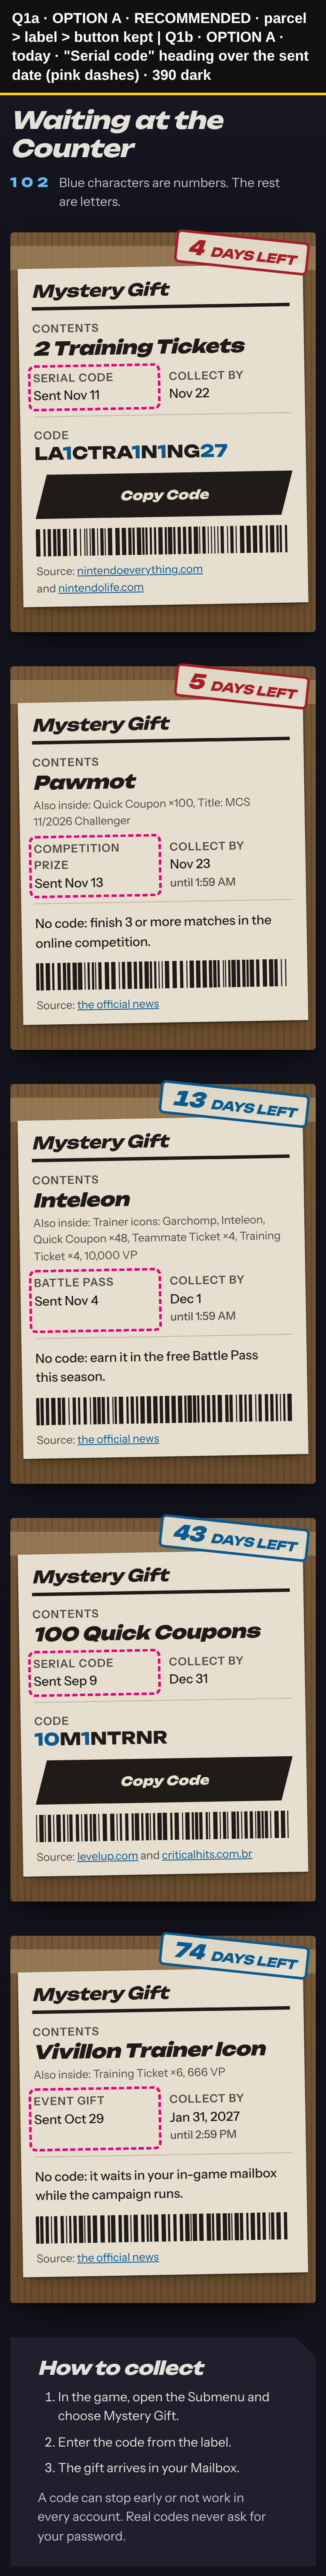 Q1a · OPTION A · RECOMMENDED · parcel
> label > button kept | Q1b · OPTION A ·
today · "Serial code" heading over the sent
date (pink dashes) · 390 dark
Waiting at the
Counter
102 Blue characters are numbers. The rest
are letters.
4 DAYS LEFT
Mystery Gift
CONTENTS
2 Training Tickets
SERIAL CODE COLLECT BY
Sent Nov 11 Nov 22
CODE
LA1CTRA1N1NG27
Copy Code
Source: nintendoeverything.com
and nintendolife.com
5 DAYS LEFT
Mystery Gift
CONTENTS
Pawmot
Also inside: Quick Coupon ×100, Title: MCS
11/2026 Challenger
COMPETITION COLLECT BY
PRIZE Nov 23
Sent Nov 13 until 1:59 AM
No code: finish 3 or more matches in the
online competition.
Source: the official news
13 DAYS LEFT
Mystery Gift
CONTENTS
Inteleon
Also inside: Trainer icons: Garchomp, Inteleon,
Quick Coupon ×48, Teammate Ticket ×4, Training
Ticket ×4, 10,000 VP
BATTLE PASS COLLECT BY
Sent Nov 4 Dec 1
until 1:59 AM
No code: earn it in the free Battle Pass
this season.
Source: the official news
43 DAYS LEFT
Mystery Gift
CONTENTS
100 Quick Coupons
SERIAL CODE COLLECT BY
Sent Sep 9 Dec 31
CODE
10M1NTRNR
Copy Code
Source: levelup.com and criticalhits.com.br
74 DAYS LEFT
Mystery Gift
CONTENTS
Vivillon Trainer Icon
Also inside: Training Ticket ×6, 666 VP
EVENT GIFT COLLECT BY
Sent Oct 29 Jan 31, 2027
until 2:59 PM
No code: it waits in your in-game mailbox
while the campaign runs.
Source: the official news
How to collect
1. In the game, open the Submenu and
choose Mystery Gift.
2. Enter the code from the label.
3. The gift arrives in your Mailbox.
A code can stop early or not work in
every account. Real codes never ask for
your password.